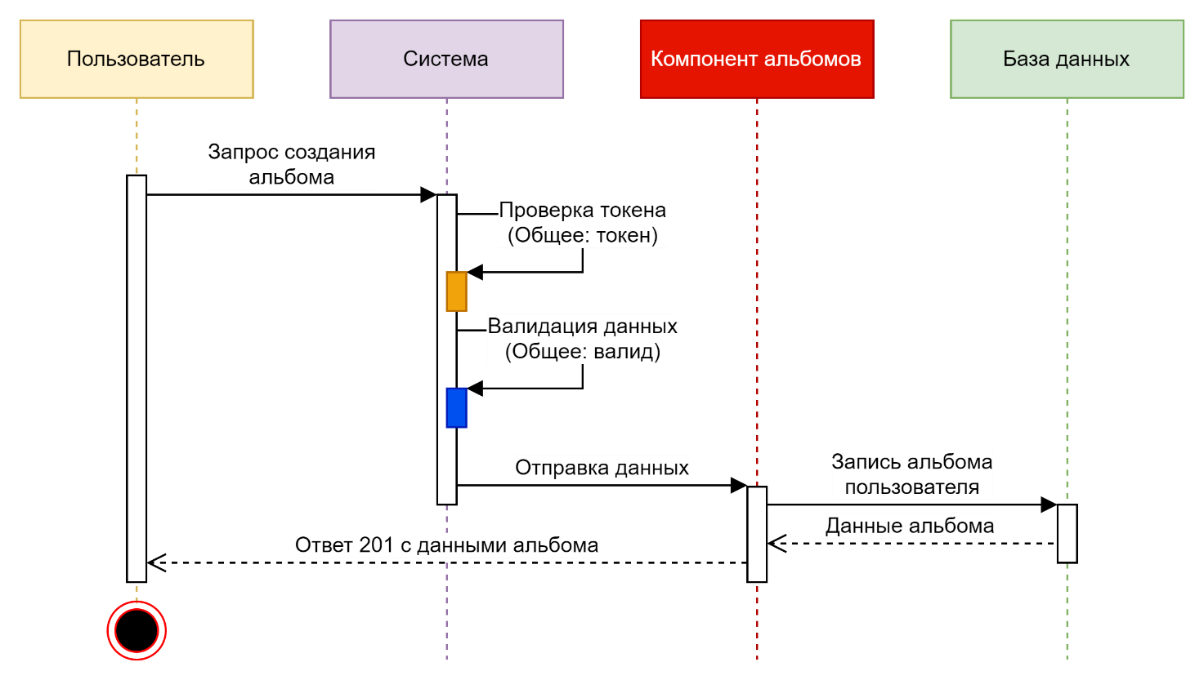 Пользователь
Система
Компонент альбомов
База данных
Запрос создания
альбома
Проверка токена
(Общее: токен)
Валидация данных
(Общее: валид)
Отправка данных
Запись альбома
пользователя
Данные альбома
Ответ 201 с данными альбома